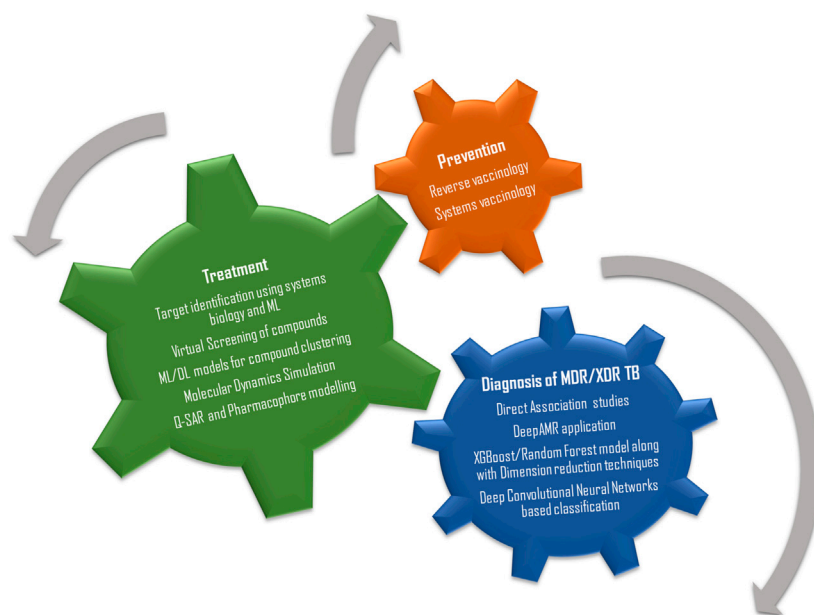 Prevention
Reverse vaccinology
Systems vaccinology
Treatment
Target identification using systems
biology and ML
Virtual Screening of compounds
ML/DL models for compound clustering
Molecular Dynamics Simulation
Q-SAR and Pharmacophore modelling
Diagnosis of MDR/XDR TB
Direct Association studies
DeepAMR application
XGBoost/Random Forest model along
with Dimension reduction techniques
Deep Convolutional Neural Networks
based classification